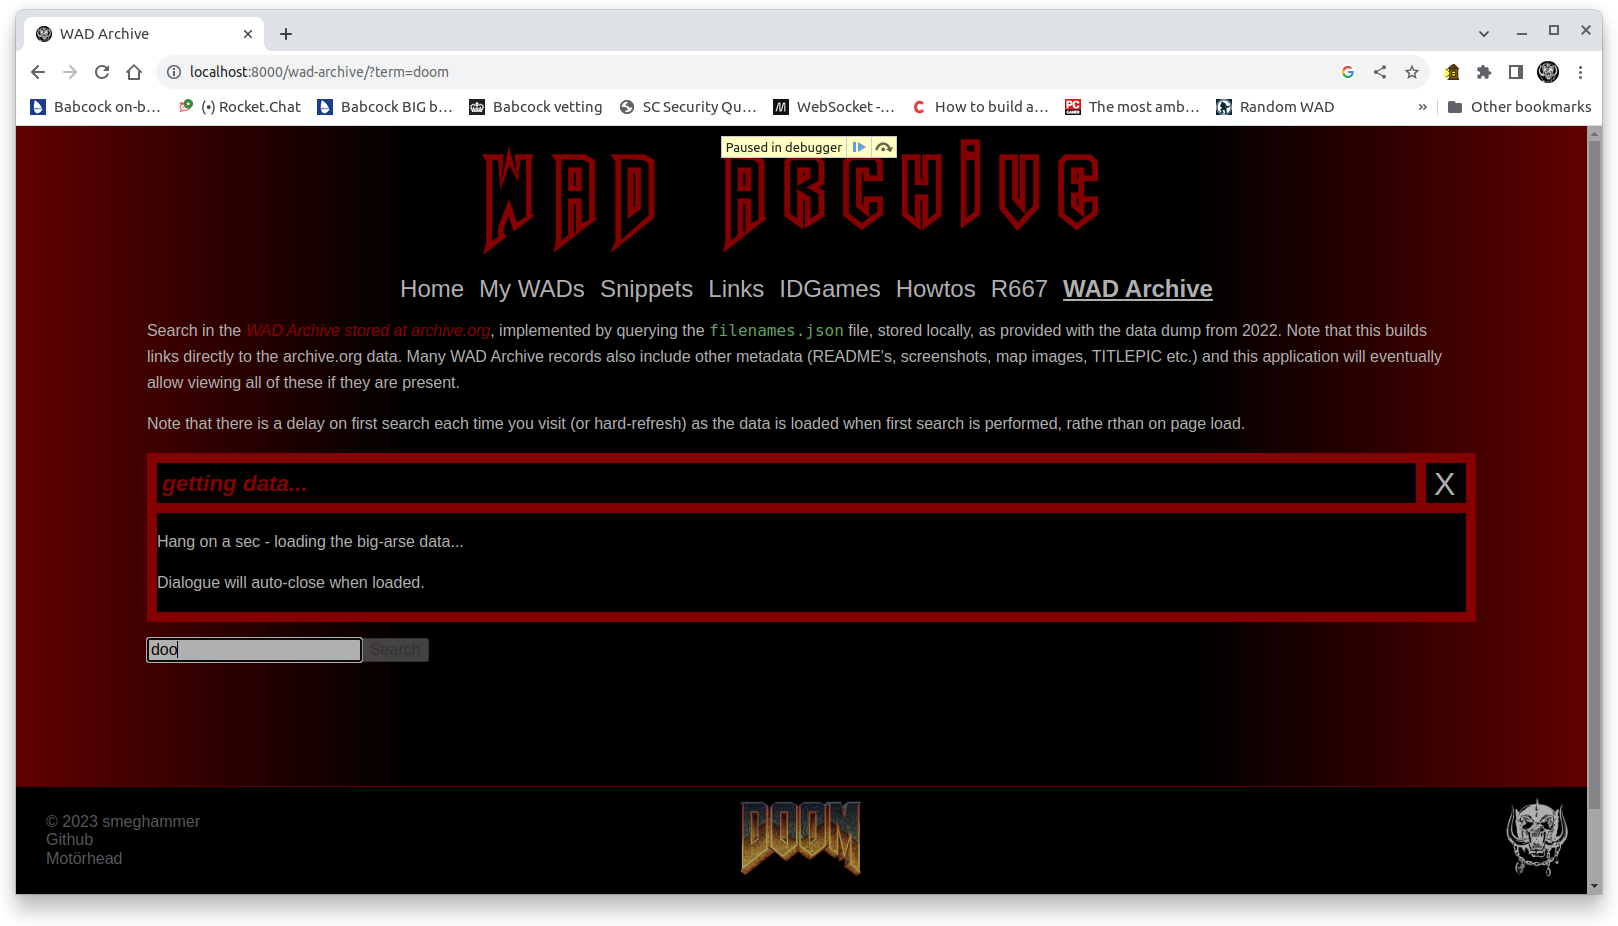 WAD Archive
localhost:8000/wad-archive/?term=doom
Babcock on-b… (•) Rocket.Chat Babcock BIG b… Babcock vetting SC Security Qu… WebSocket -… How to build a… The most amb… Random WAD » Other bookmarks
Paused in debugger
WAD ARCHIVE
Home My WADs Snippets Links IDGames Howtos R667 WAD Archive
Search in the WAD Archive stored at archive.org, implemented by querying the filenames.json file, stored locally, as provided with the data dump from 2022. Note that this builds
links directly to the archive.org data. Many WAD Archive records also include other metadata (README's, screenshots, map images, TITLEPIC etc.) and this application will eventually
allow viewing all of these if they are present.
Note that there is a delay on first search each time you visit (or hard-refresh) as the data is loaded when first search is performed, rathe rthan on page load.
getting data... X
Hang on a sec - loading the big-arse data...
Dialogue will auto-close when loaded.
doo Search
© 2023 smeghammer
Github
Motörhead
DOOM